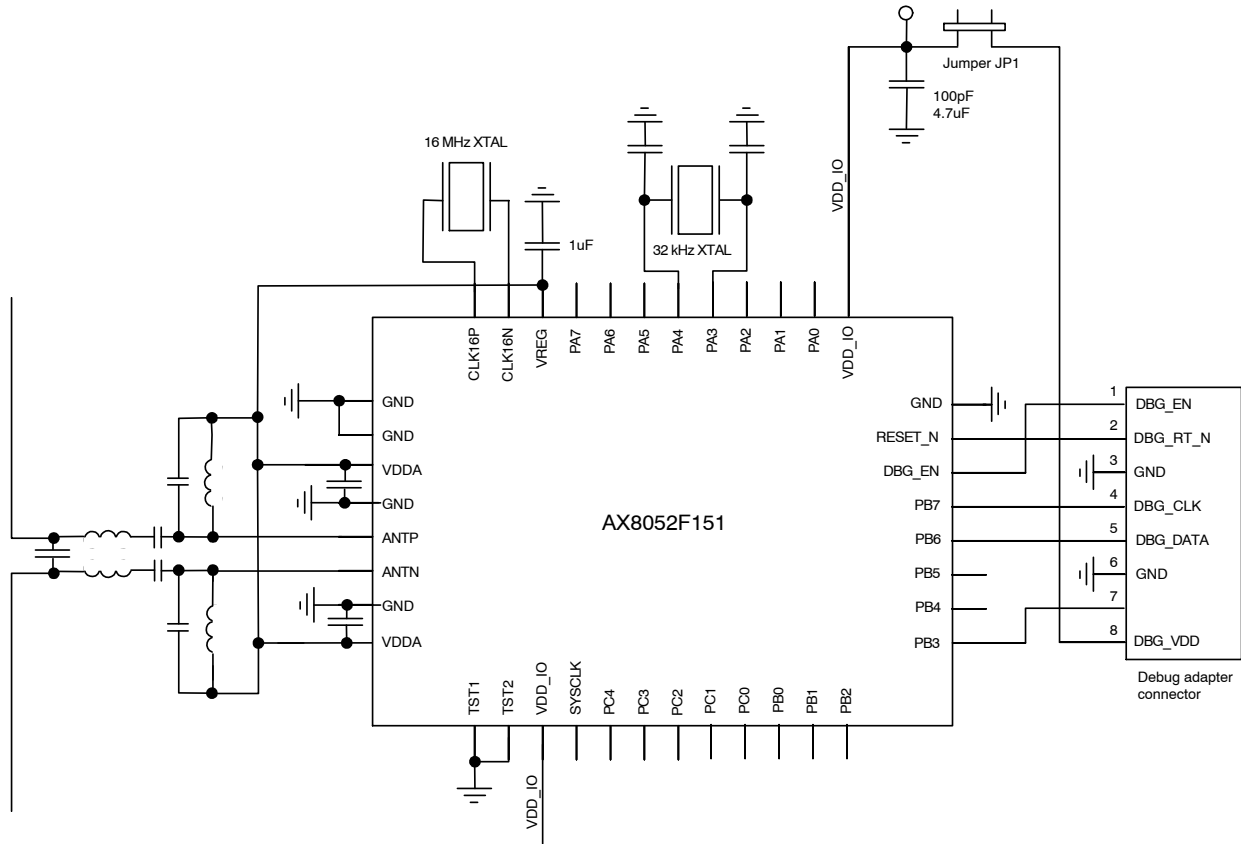 Jumper JP1
100pF
4.7uF
16 MHz XTAL
1uF
32 kHz XTAL
VDD_IO
CLK16P
CLK16N
VREG
PA7
PA6
PA5
PA4
PA3
PA2
PA1
PA0
VDD_IO
GND
GND
VDDA
GND
ANTP
ANTN
GND
VDDA
AX8052F151
GND
RESET_N
DBG_EN
PB7
PB6
PB5
PB4
PB3
1
DBG_EN
2
DBG_RT_N
3
GND
4
DBG_CLK
5
DBG_DATA
6
GND
7
8
DBG_VDD
Debug adapter
connector
TST1
TST2
VDD_IO
SYSCLK
PC4
PC3
PC2
PC1
PC0
PB0
PB1
PB2
VDD_IO